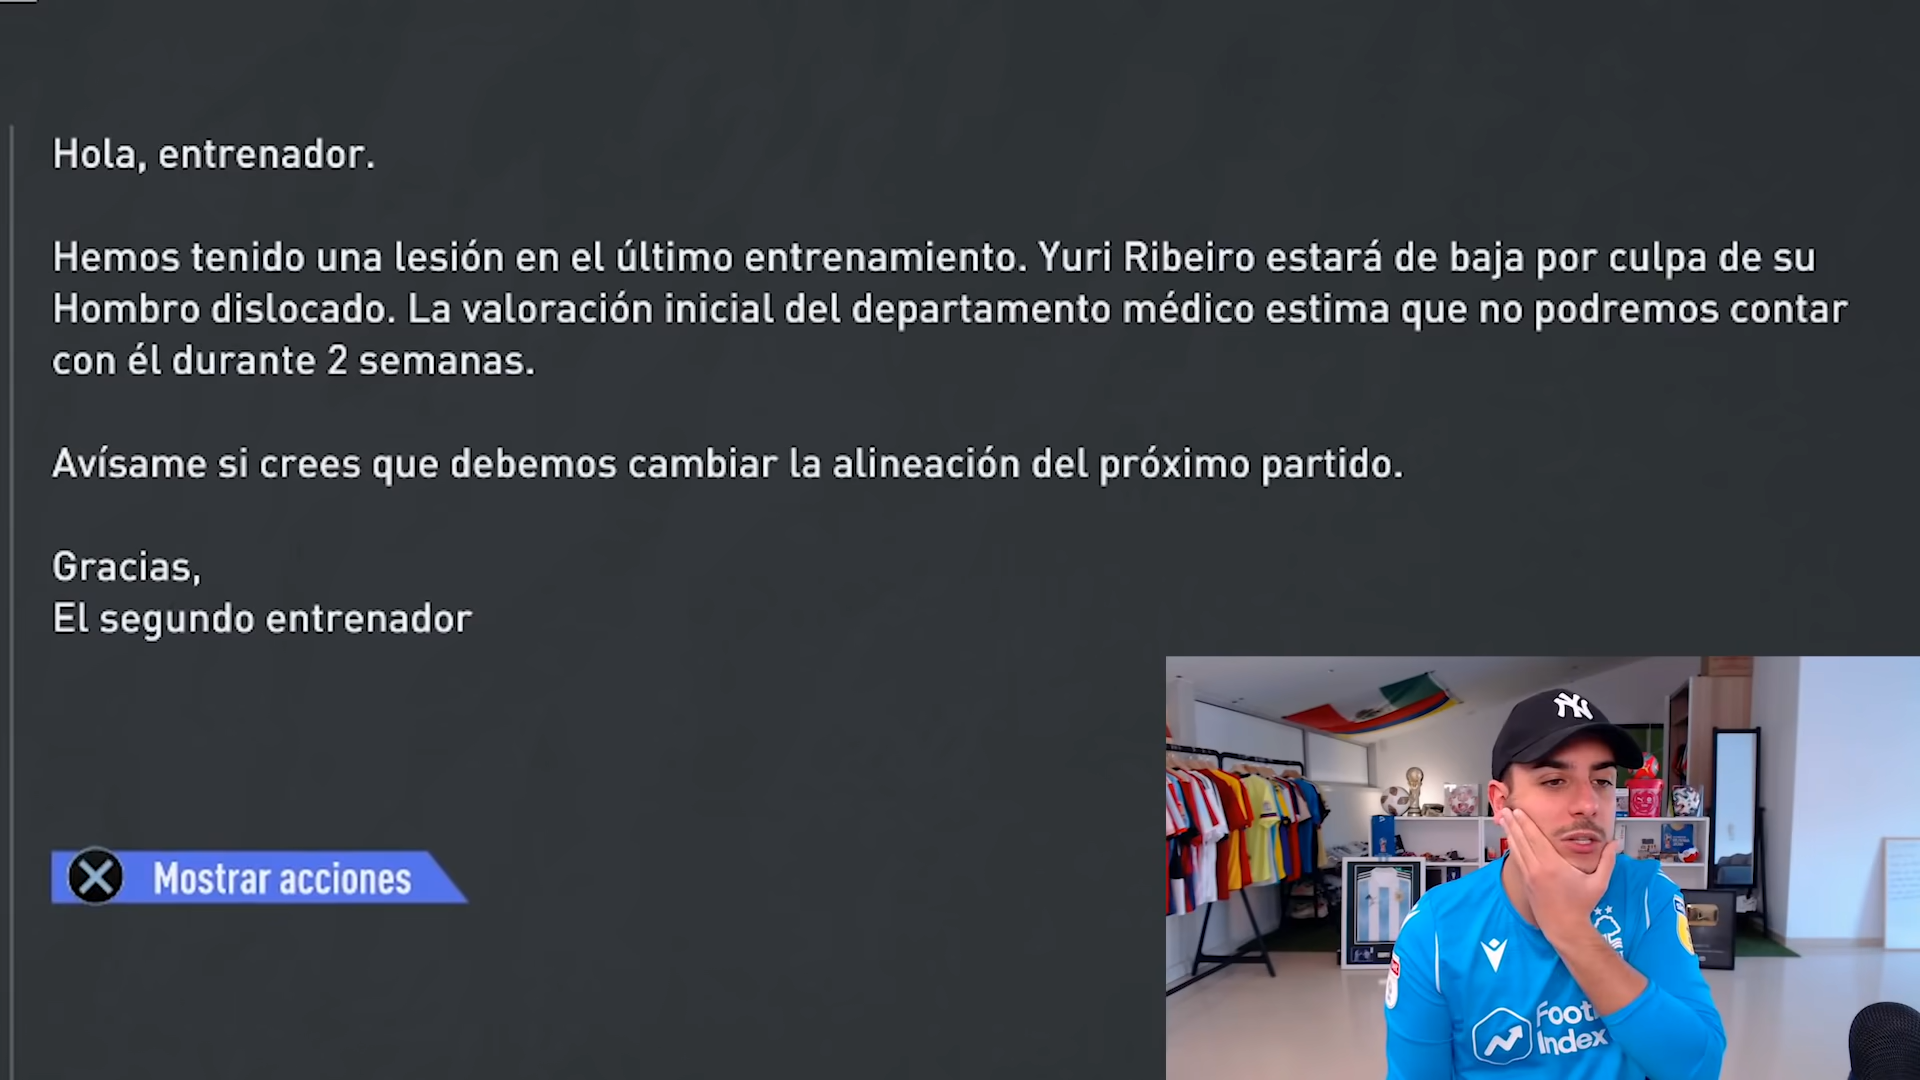 Hola, entrenador.
Hemos tenido una lesión en el último entrenamiento. Yuri Ribeiro estará de baja por culpa de su
Hombro dislocado. La valoración inicial del departamento médico estima que no podremos contar
con él durante 2 semanas.
Avísame si crees que debemos cambiar la alineación del próximo partido.
Gracias,
El segundo entrenador
Mostrar acciones
NY
Foot
Index